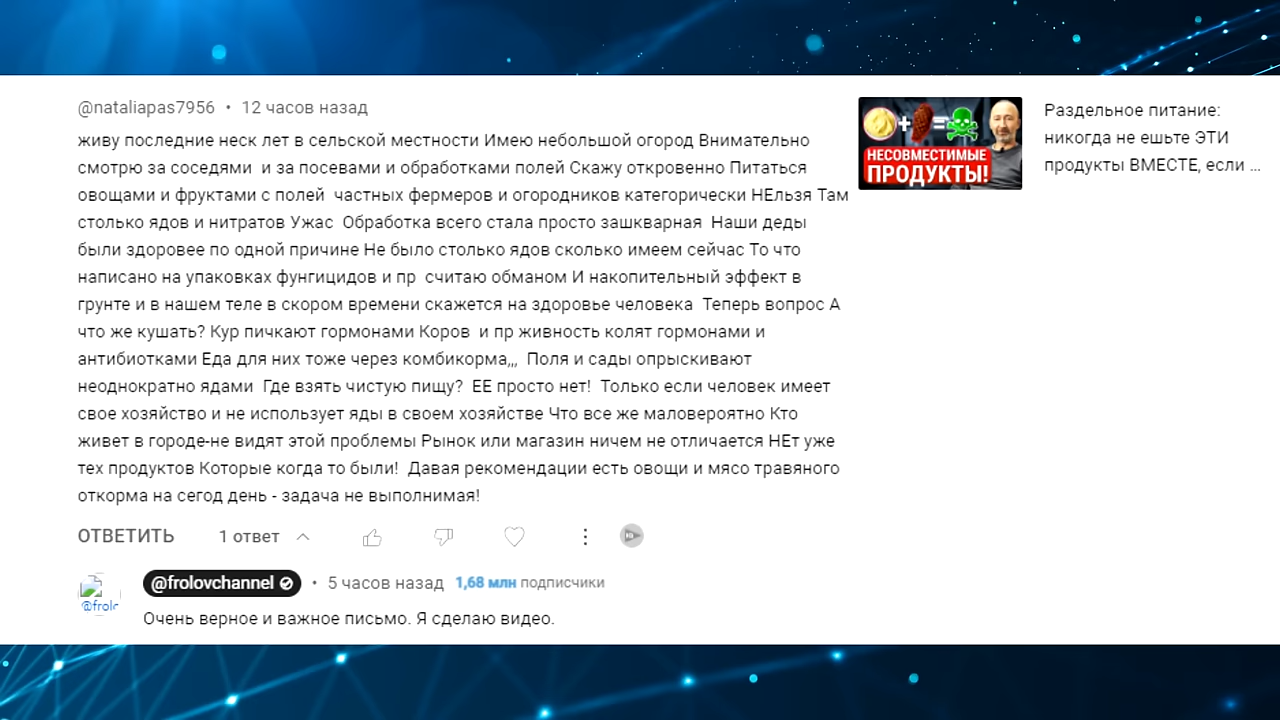 @nataliapas7956 • 12 часов назад
живу последние неск лет в сельской местности Имею небольшой огород Внимательно
смотрю за соседями и за посевами и обработками полей Скажу откровенно Питаться
овощами и фруктами с полей частных фермеров и огородников категорически НЕльзя Там
столько ядов и нитратов Ужас Обработка всего стала просто зашкварная Наши деды
были здоровее по одной причине Не было столько ядов сколько имеем сейчас То что
написано на упаковках фунгицидов и пр считаю обманом И накопительный эффект в
грунте и в нашем теле в скором времени скажется на здоровье человека Теперь вопрос А
что же кушать? Кур пичкают гормонами Коров и пр живность колят гормонами и
антибиотками Еда для них тоже через комбикорма,,, Поля и сады опрыскивают
неоднократно ядами Где взять чистую пищу? ЕЕ просто нет! Только если человек имеет
свое хозяйство и не использует яды в своем хозяйстве Что все же маловероятно Кто
живет в городе-не видят этой проблемы Рынок или магазин ничем не отличается НЕт уже
тех продуктов Которые когда то были! Давая рекомендации есть овощи и мясо травяного
откорма на сегод день - задача не выполнимая!
ОТВЕТИТЬ 1 ответ
@frolovchannel • 5 часов назад 1,68 млн подписчики
@frolc
Очень верное и важное письмо. Я сделаю видео.
НЕСОВМЕСТИМЫЕ
ПРОДУКТЫ!
Раздельное питание:
никогда не ешьте ЭТИ
продукты ВМЕСТЕ, если ...